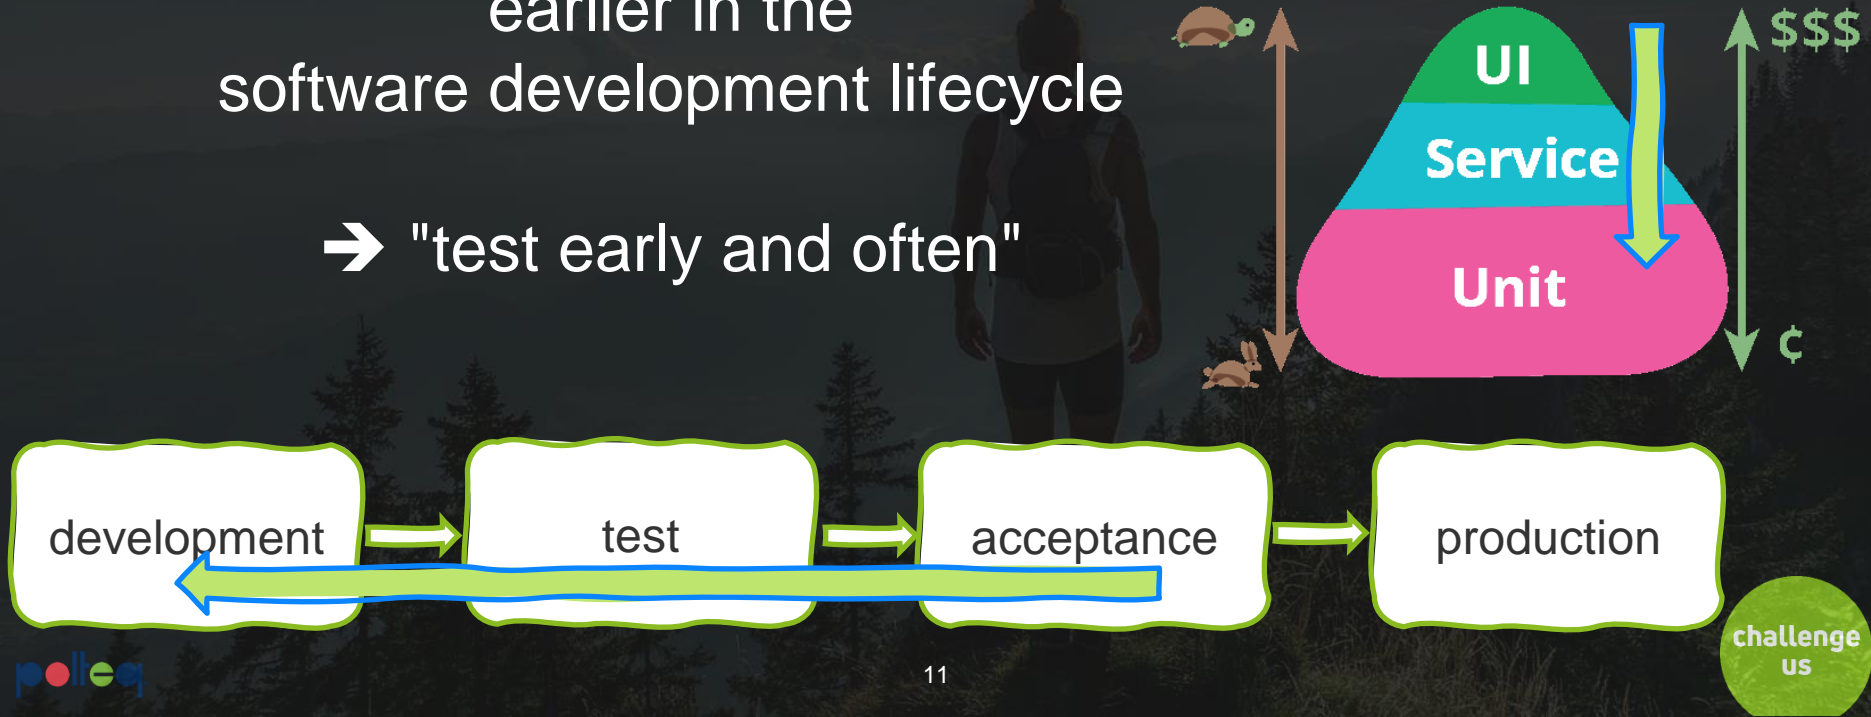 earlier in the
software development lifecycle
➔ "test early and often"
$$$
UI
Service
Unit
¢
development
test
acceptance
production
polteq
11
challenge
us